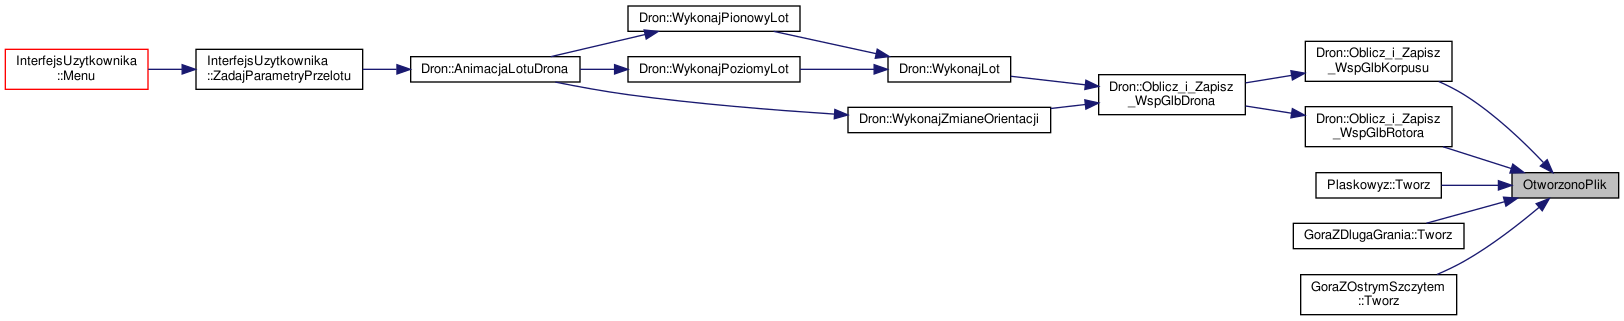 InterfejsUzytkownika
::Menu
InterfejsUzytkownika
::ZadajParametryPrzelotu
Dron::AnimacjaLotuDrona
Dron::WykonajPionowyLot
Dron::WykonajPoziomyLot
Dron::WykonajLot
Dron::WykonajZmianeOrientacji
Dron::Oblicz_i_Zapisz
_WspGlbDrona
Dron::Oblicz_i_Zapisz
_WspGlbKorpusu
Dron::Oblicz_i_Zapisz
_WspGlbRotora
Plaskowyz::Tworz
GoraZDlugaGrania::Tworz
GoraZOstrymSzczytem
::Tworz
OtworzonoPlik